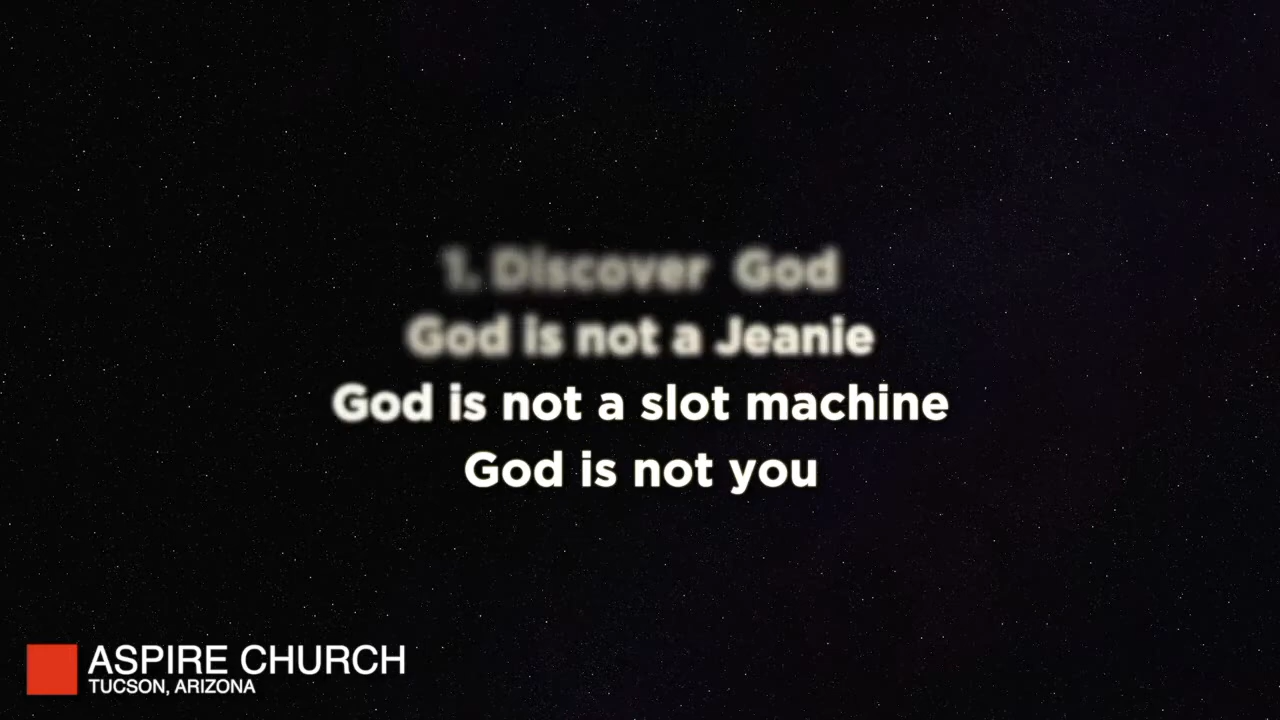 1. Discover God
God is not a Jeanie
God is not a slot machine
God is not you
ASPIRE CHURCH
TUCSON, ARIZONA